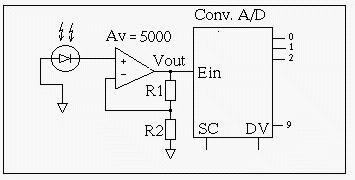 Conv. A/D
Av = 5000
0
1
2
Vout
+
Ein
−
R1
R2
9
SC DV